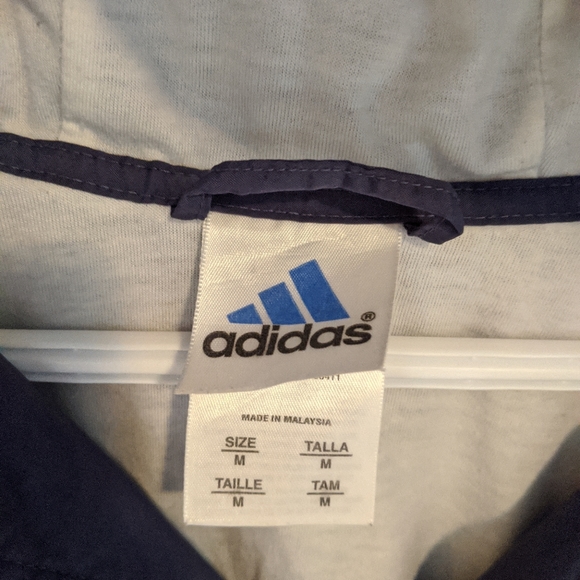 adidas®
MADE IN MALAYSIA
SIZE TALLA
M M
TAILLE TAM
M M